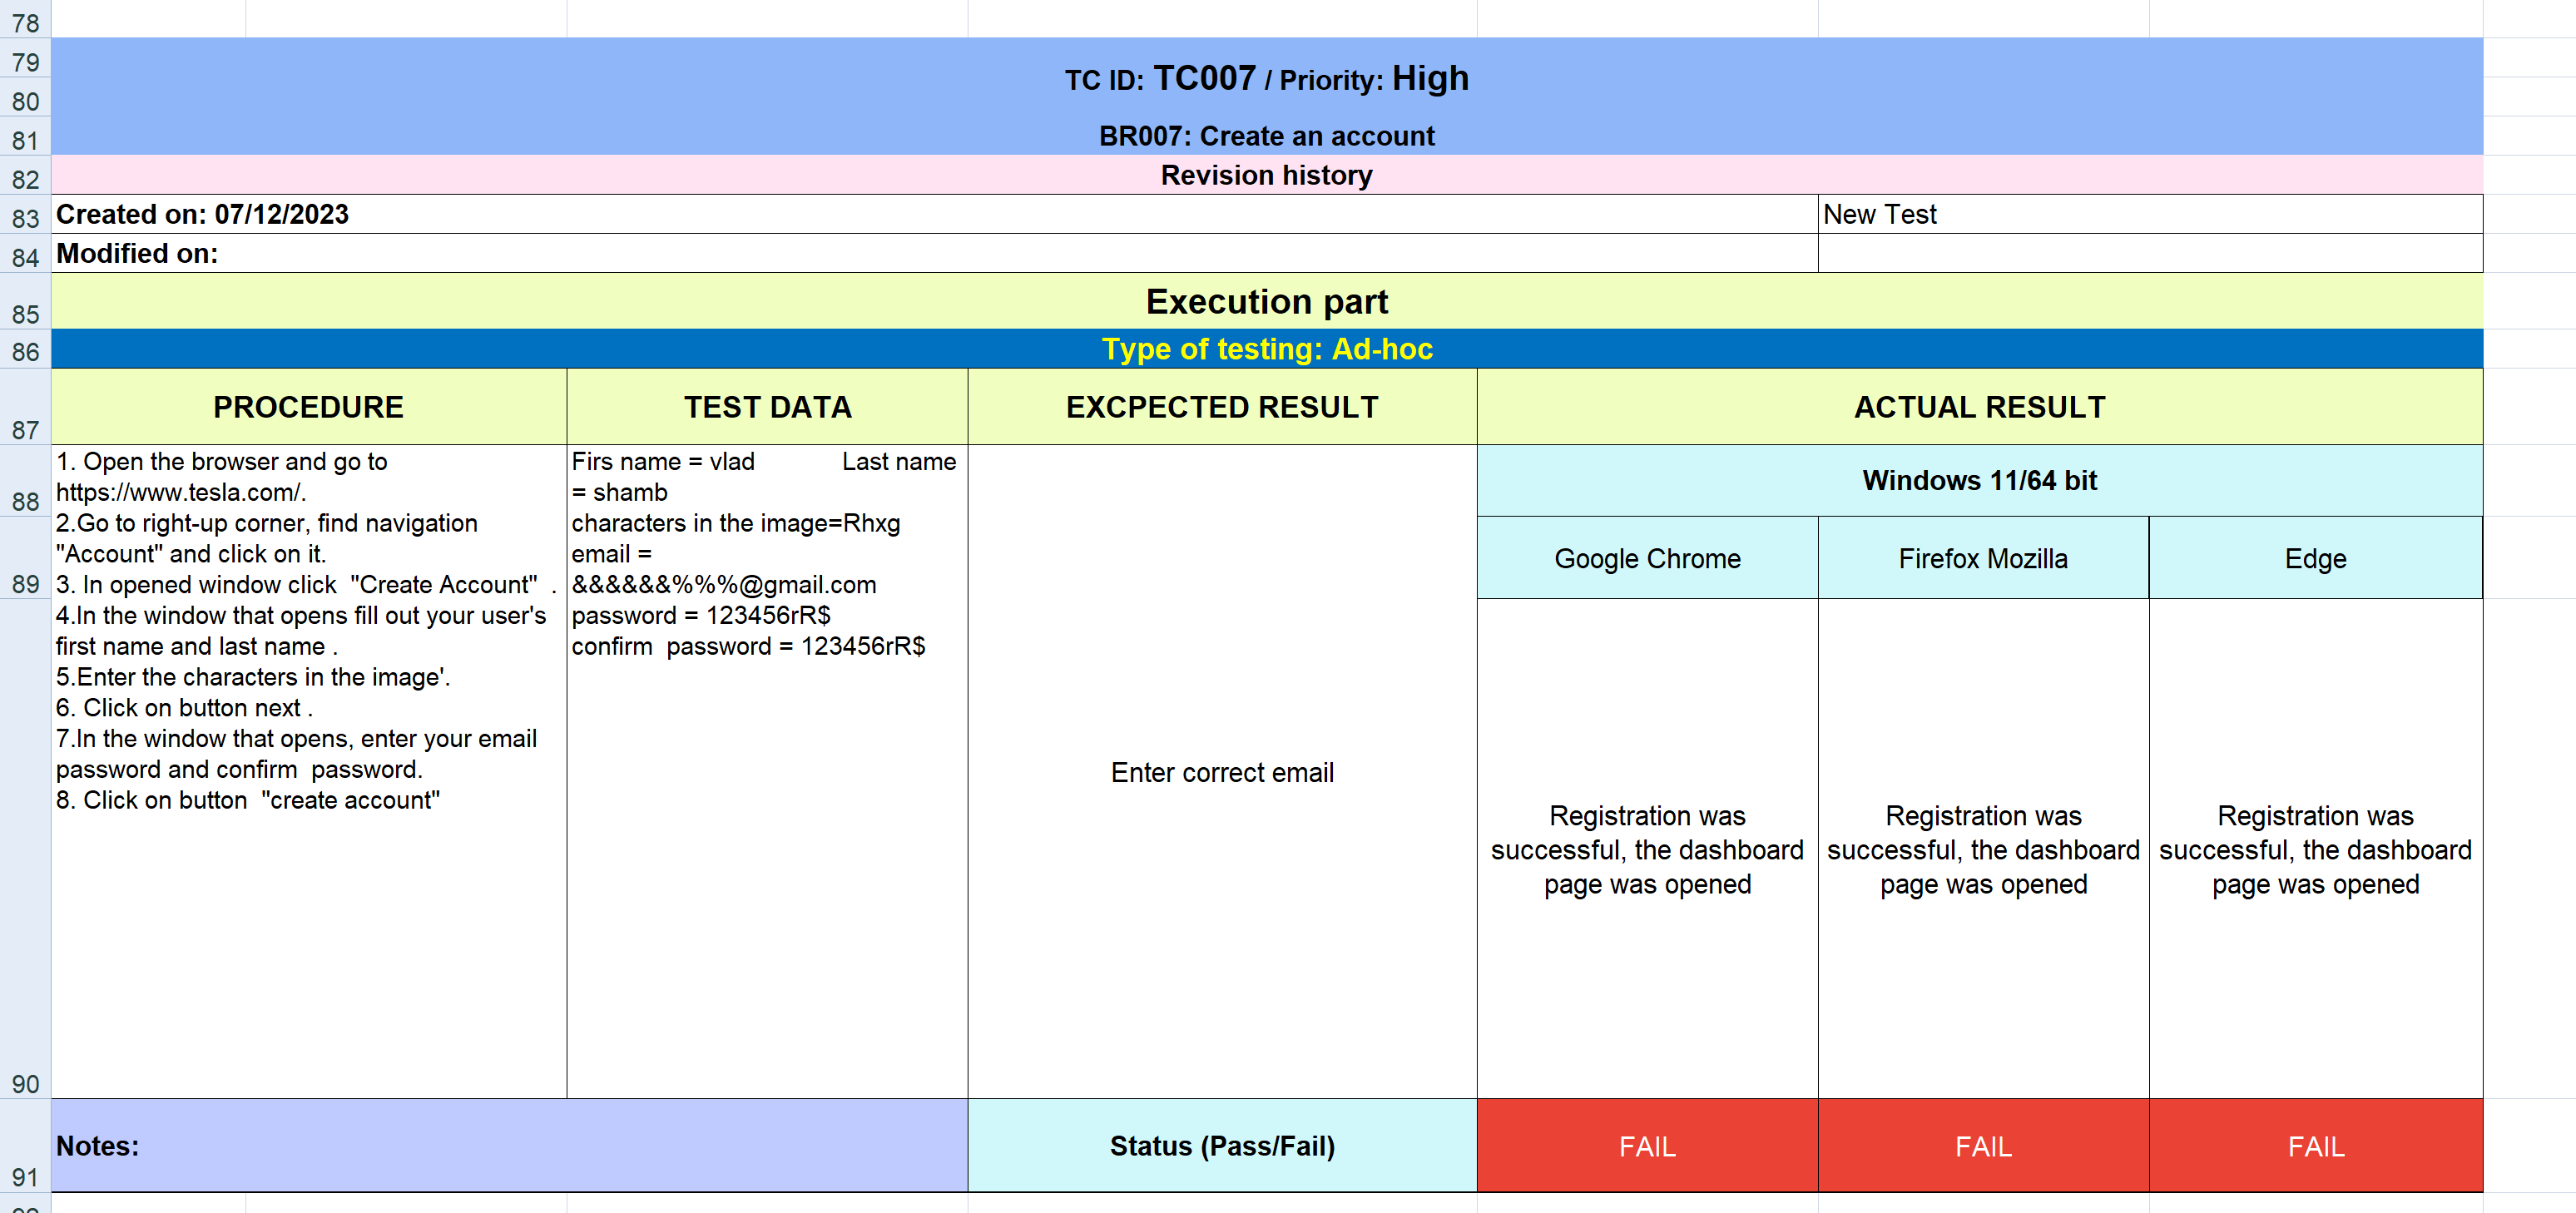 78
79
TC ID: TC007 / Priority: High
80
81
BR007: Create an account
82
Revision history
83
Created on: 07/12/2023 New Test
84
Modified on:
85
Execution part
86
Type of testing: Ad-hoc
87
PROCEDURE TEST DATA EXCPECTED RESULT ACTUAL RESULT
88
89
90
1. Open the browser and go to
https://www.tesla.com/.
2.Go to right-up corner, find navigation
"Account" and click on it.
3. In opened window click  "Create Account"  .
4.In the window that opens fill out your user's
first name and last name .
5.Enter the characters in the image'.
6. Click on button next .
7.In the window that opens, enter your email
password and confirm  password.
8. Click on button  "create account"
Firs name = vlad Last name
= shamb
characters in the image=Rhxg
email =
&&&&&&%%%@gmail.com
password = 123456rR$
confirm  password = 123456rR$
Enter correct email
Windows 11/64 bit
Google Chrome Firefox Mozilla Edge
Registration was
successful, the dashboard
page was opened
Registration was
successful, the dashboard
page was opened
Registration was
successful, the dashboard
page was opened
91
Notes: Status (Pass/Fail) FAIL FAIL FAIL